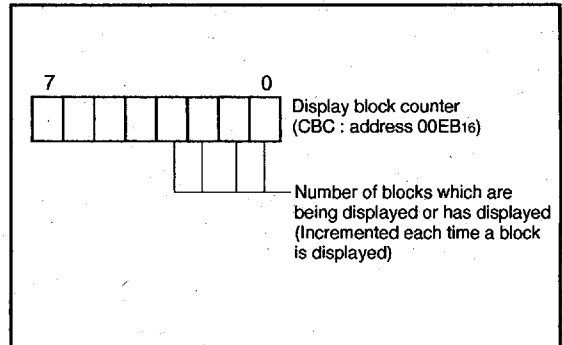 7 0
Display block counter
(CBC : address 00EB16)
Number of blocks which are
being displayed or has displayed
(Incremented each time a block
is displayed)